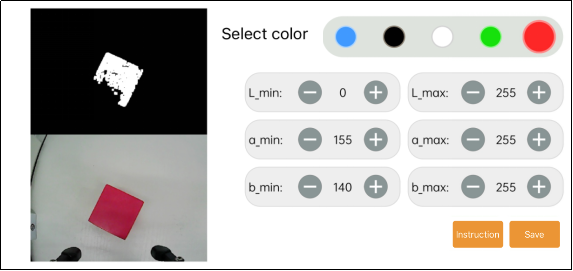 Select color
L_min: 0 L_max: 255
a_min: 155 a_max: 255
b_min: 140 b_max: 255
Instruction Save